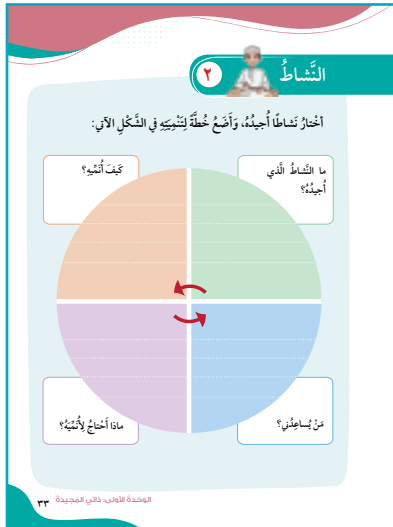 النَّشاطُ ٢
أَخْتارُ نَشاطًا أُجيدُهُ، وَأَضَعُ خُطَّةً لِتَنْمِيَتِهِ فِي الشَّكْلِ الآتي:
ما النَّشاطُ الَّذي
أُجيدُهُ؟
كَيفَ أُنَمِّيهِ؟
مَنْ يُساعِدُني؟
ماذا أَحْتاجُ لِأُنَمِّيَهُ؟
الوحدة الأولى: ذاتي المجيدة ٣٣